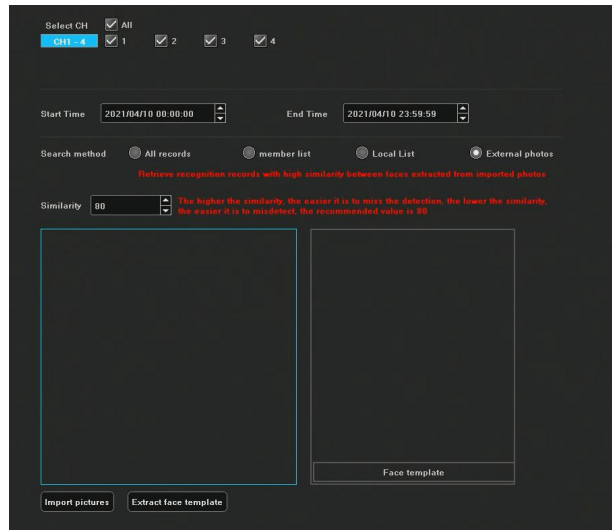 Select CH All
CH1 - 4 1 2 3 4
Start Time 2021/04/10 00:00:00 End Time 2021/04/10 23:59:59
Search method All records member list Local List External photos
Retrieve recognition records with high similarity between faces extracted from imported photos
Similarity 80 The higher the similarity, the easier it is to miss the detection, the lower the similarity,
the easier it is to misdetect, the recommended value is 80
Face template
Import pictures Extract face template